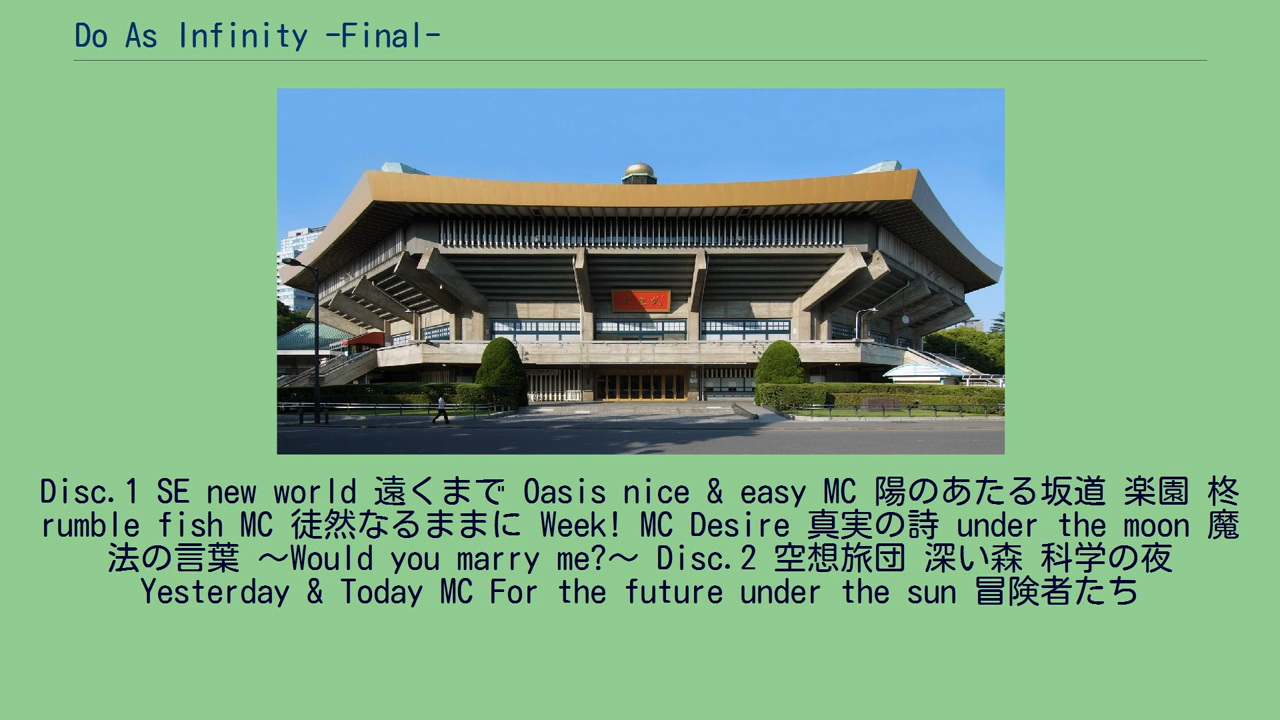 Do As Infinity -Final-
Disc.1 SE new world 遠くまで Oasis nice & easy MC 陽のあたる坂道 楽園 柊
rumble fish MC 徒然なるままに Week! MC Desire 真実の詩 under the moon 魔
法の言葉 〜Would you marry me?〜 Disc.2 空想旅団 深い森 科学の夜
Yesterday & Today MC For the future under the sun 冒険者たち